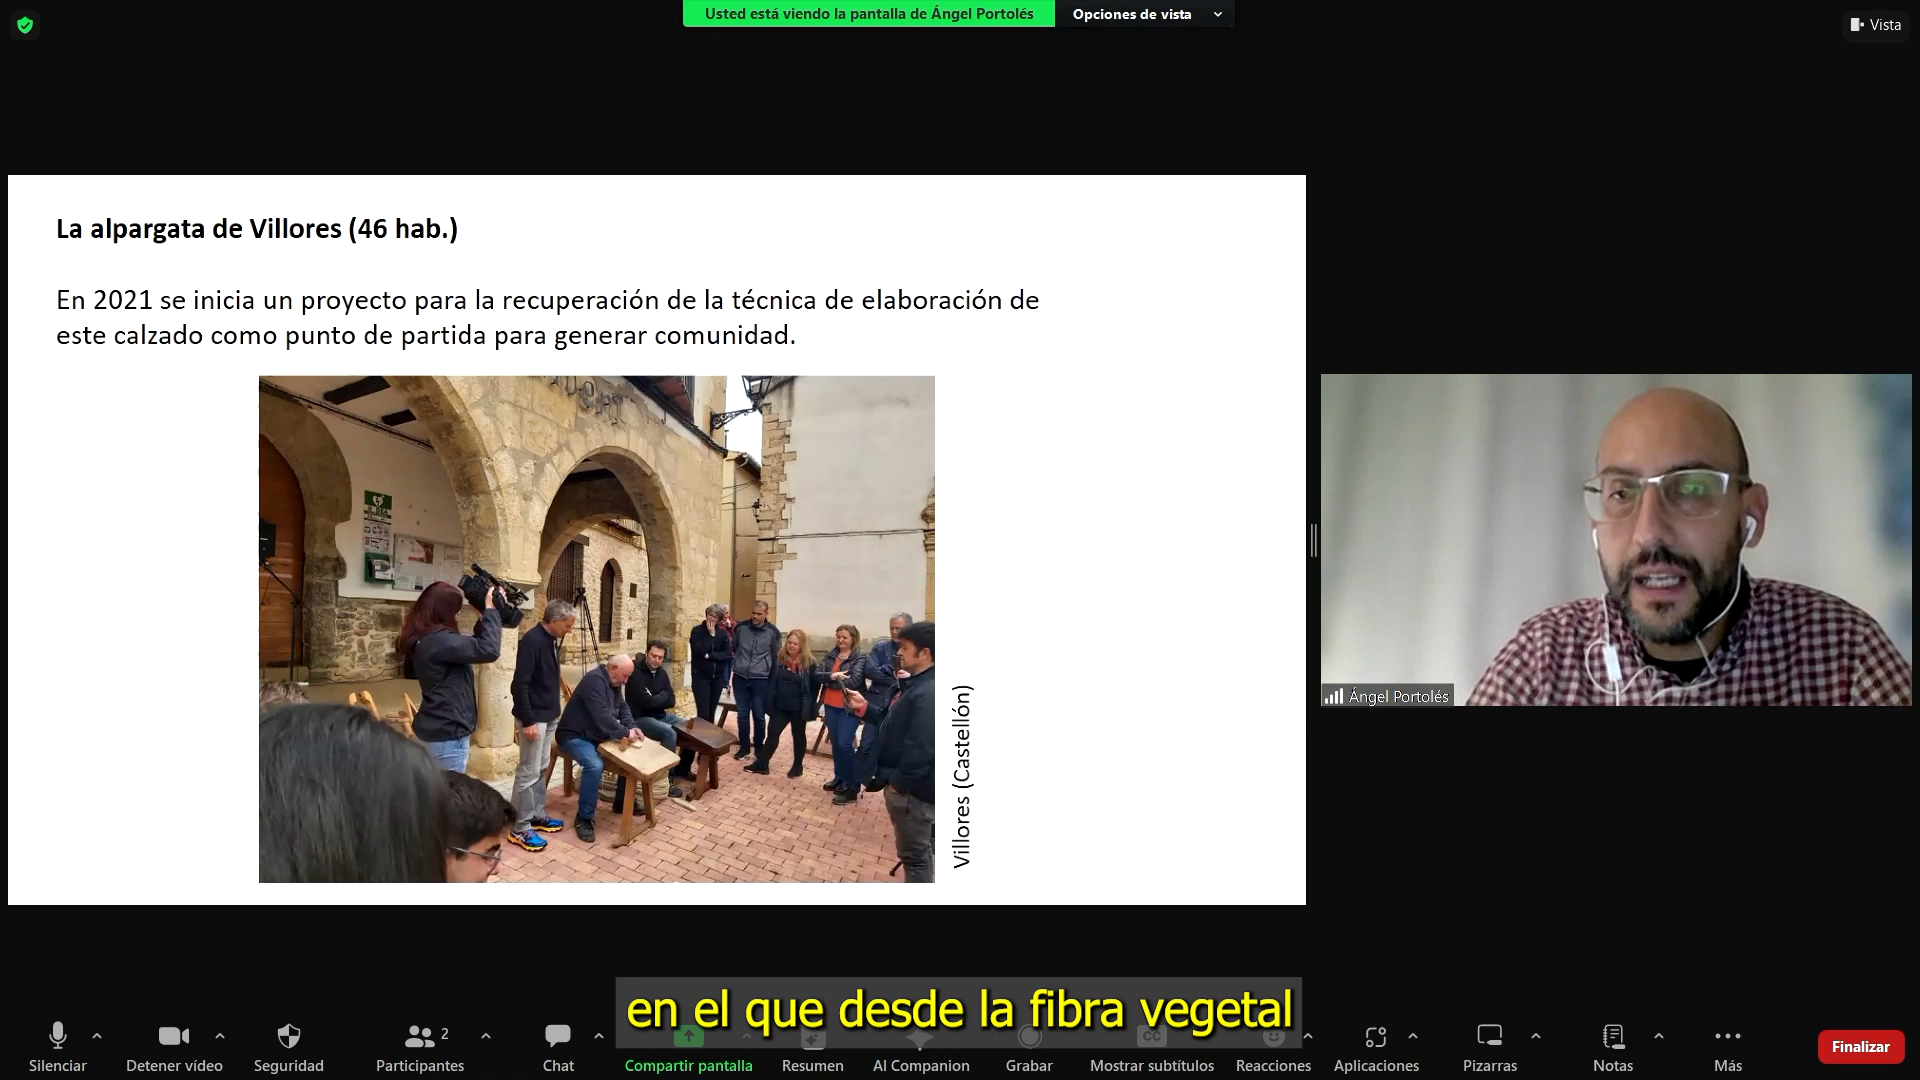 Usted está viendo la pantalla de Ángel Portolés
Opciones de vista
Vista
La alpargata de Villores (46 hab.)
En 2021 se inicia un proyecto para la recuperación de la técnica de elaboración de
este calzado como punto de partida para generar comunidad.
Villores (Castellón)
Ángel Portolés
en el que desde la fibra vegetal
Silenciar
Detener vídeo
Seguridad
Participantes
2
Chat
Compartir pantalla
Resumen
AI Companion
Grabar
CC
Mostrar subtítulos
Reacciones
Aplicaciones
Pizarras
Notas
Más
Finalizar